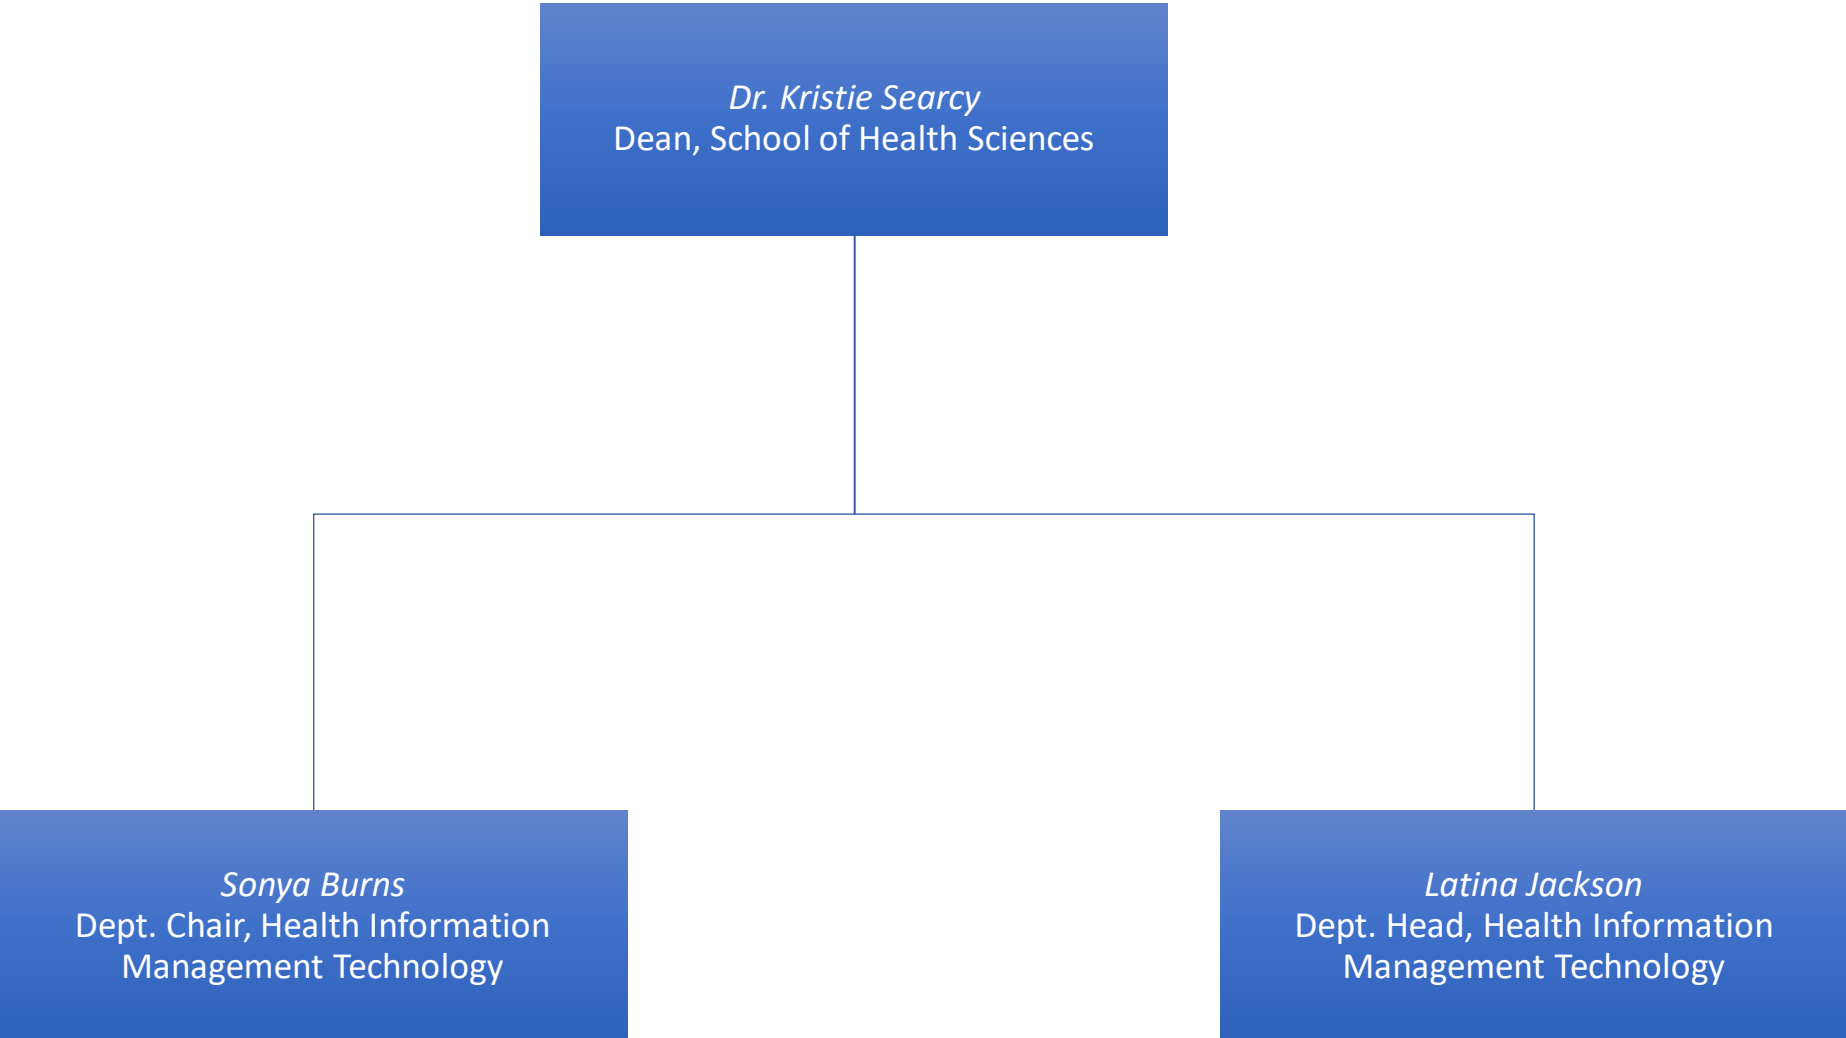 Dr. Kristie Searcy
Dean, School of Health Sciences
Sonya Burns
Dept. Chair, Health Information
Management Technology
Latina Jackson
Dept. Head, Health Information
Management Technology